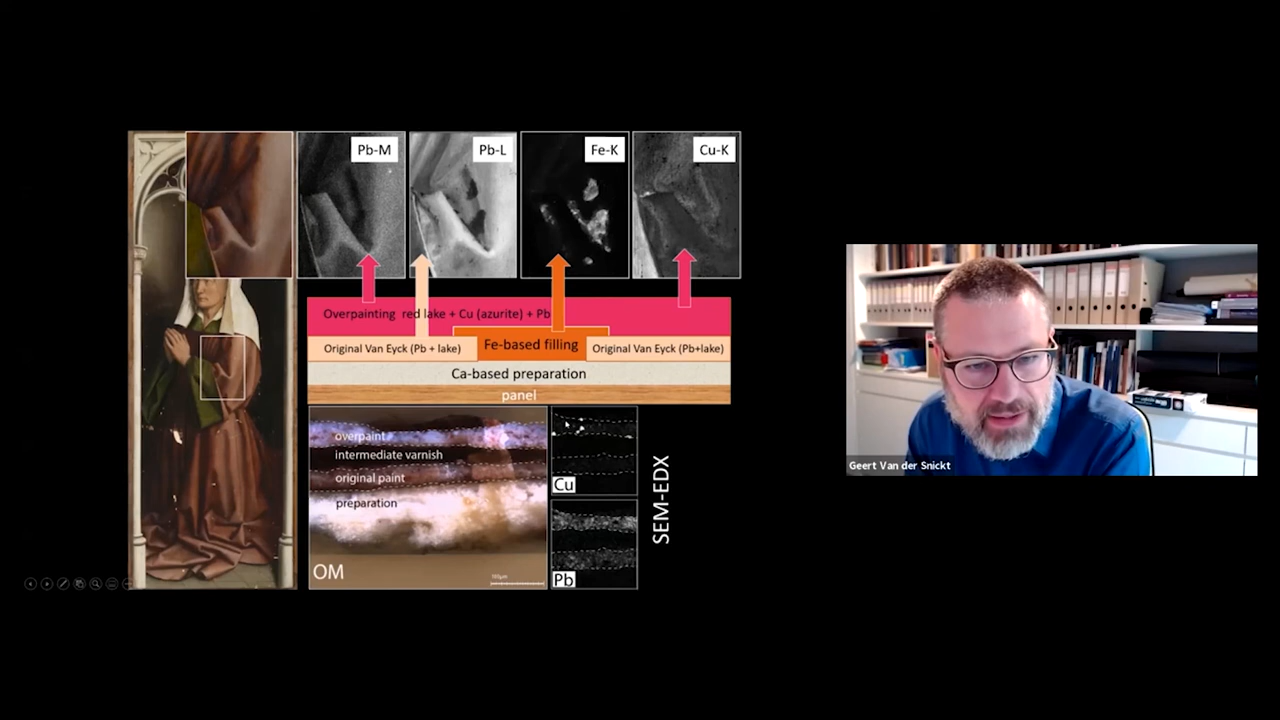 Pb-M
Pb-L
Fe-K
Cu-K
Overpainting red lake + Cu (azurite) + Pb
Original Van Eyck (Pb + lake)
Fe-based filling
Original Van Eyck (Pb+lake)
Ca-based preparation
panel
overpaint
intermediate varnish
original paint
preparation
OM
100µm
Cu
Pb
SEM-EDX
Geert Van der Snickt